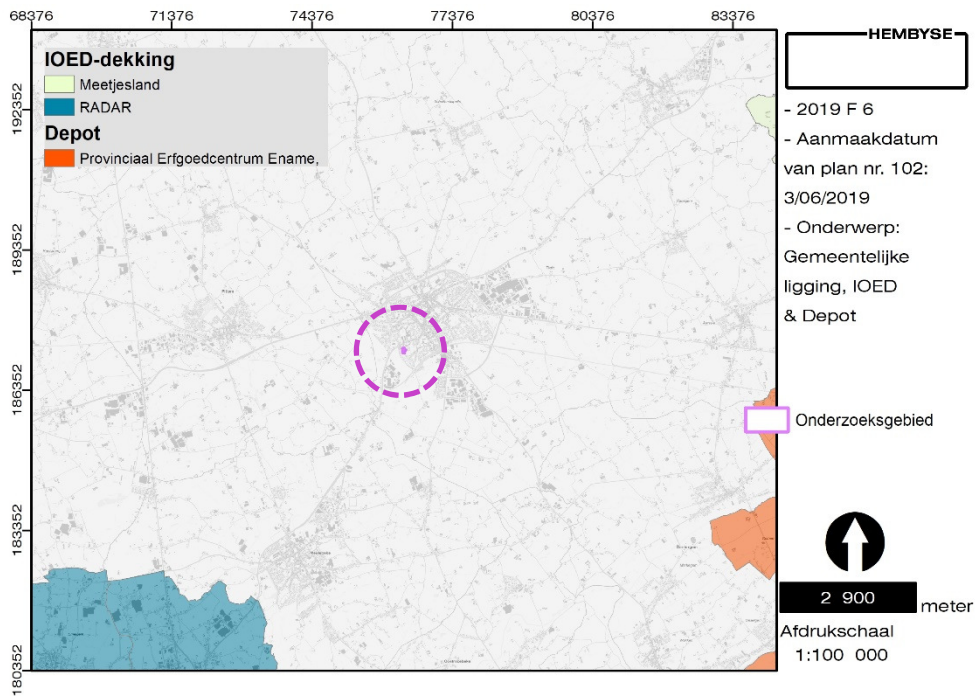 68376 71376 74376 77376 80376 83376
192352
189352
186352
183352
180352
IOED-dekking
Meetjesland
RADAR
Depot
Provinciaal Erfgoedcentrum Ename,
HEMBYSE
- 2019 F 6
- Aanmaakdatum
van plan nr. 102:
3/06/2019
- Onderwerp:
Gemeentelijke
ligging, IOED
& Depot
Onderzoeksgebied
2 900
meter
Afdrukschaal
1:100 000